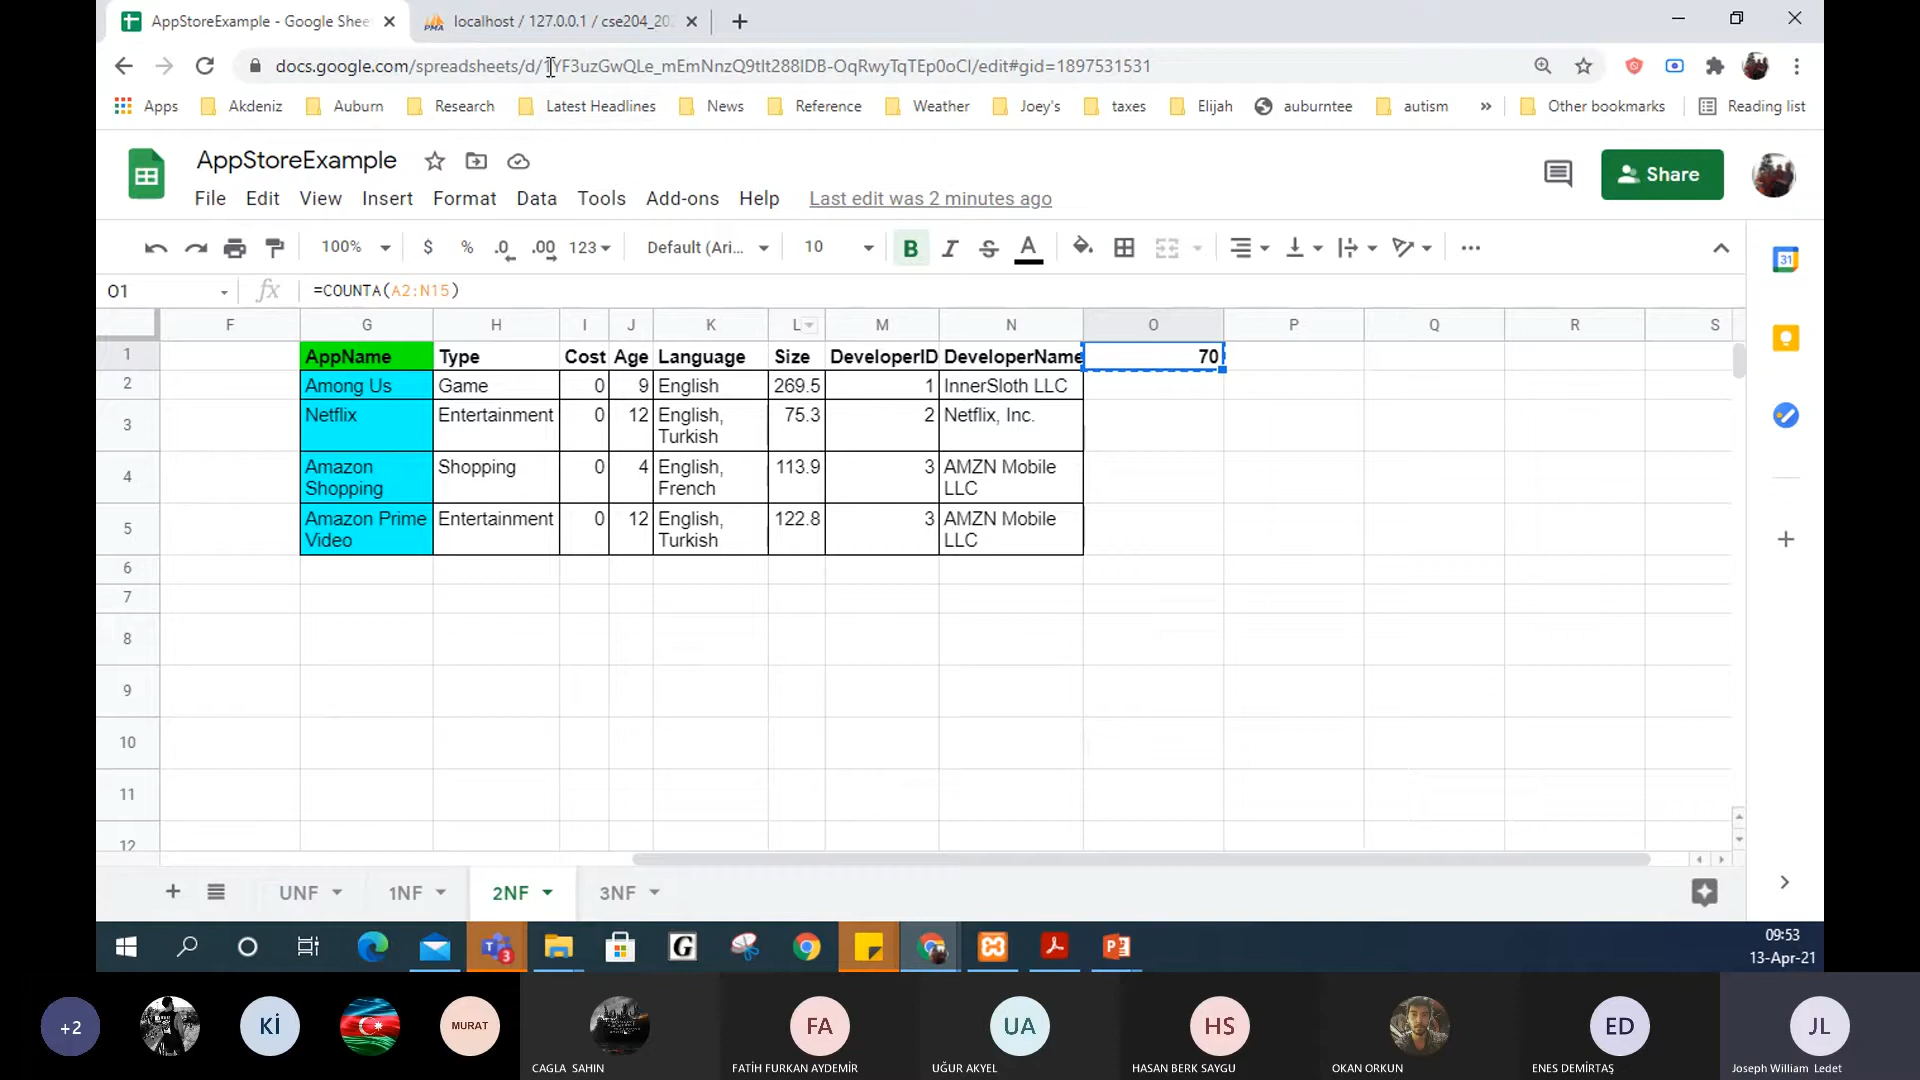 AppStoreExample - Google Shee
localhost / 127.0.0.1 / cse204_20
docs.google.com/spreadsheets/d/1YF3uzGwQLe_mEmNnzQ9tIt288IDB-OqRwyTqTEp0oCI/edit#gid=1897531531
Apps Akdeniz Auburn Research Latest Headlines News Reference Weather Joey's taxes Elijah auburntee autism » Other bookmarks Reading list
AppStoreExample
Share
File Edit View Insert Format Data Tools Add-ons Help Last edit was 2 minutes ago
100% $ % .0 .00 123 Default (Ari... 10 B I S A
31
O1 fx =COUNTA(A2:N15)
F G H I J K L M N O P Q R S
1 AppName Type Cost Age Language Size DeveloperID DeveloperName 70
2 Among Us Game 0 9 English 269.5 1 InnerSloth LLC
3 Netflix Entertainment 0 12 English, 75.3 2 Netflix, Inc.
Turkish
4 Amazon Shopping 0 4 English, 113.9 3 AMZN Mobile
Shopping French LLC
5 Amazon Prime Entertainment 0 12 English, 122.8 3 AMZN Mobile
Video Turkish LLC
6
7
8
9
10
11
12
UNF 1NF 2NF 3NF
09:53
13-Apr-21
+2 Kİ MURAT FA UA HS ED JL
CAGLA SAHIN FATİH FURKAN AYDEMİR UĞUR AKYEL HASAN BERK SAYGU OKAN ORKUN ENES DEMİRTAŞ Joseph William Ledet